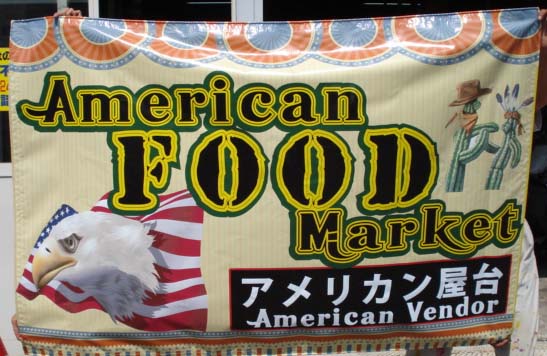 American
FOOD
Market
アメリカン屋台
American Vendor